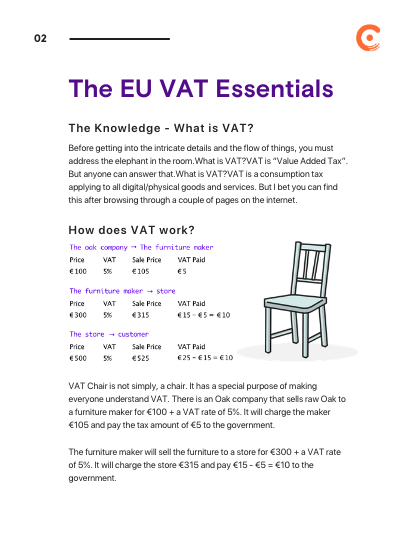 02
The EU VAT Essentials
The Knowledge - What is VAT?
Before getting into the intricate details and the flow of things, you must
address the elephant in the room.What is VAT?VAT is “Value Added Tax”.
But anyone can answer that.What is VAT?VAT is a consumption tax
applying to all digital/physical goods and services. But I bet you can find
this after browsing through a couple of pages on the internet.
How does VAT work?
The oak company → The furniture maker
Price VAT Sale Price VAT Paid
€100 5% €105 €5
The furniture maker → store
Price VAT Sale Price VAT Paid
€300 5% €315 €15 - €5 = €10
The store → customer
Price VAT Sale Price VAT Paid
€500 5% €525 €25 - €15 = €10
VAT Chair is not simply, a chair. It has a special purpose of making
everyone understand VAT. There is an Oak company that sells raw Oak to
a furniture maker for €100 + a VAT rate of 5%. It will charge the maker
€105 and pay the tax amount of €5 to the government.
The furniture maker will sell the furniture to a store for €300 + a VAT rate
of 5%. It will charge the store €315 and pay €15 - €5 = €10 to the
government.